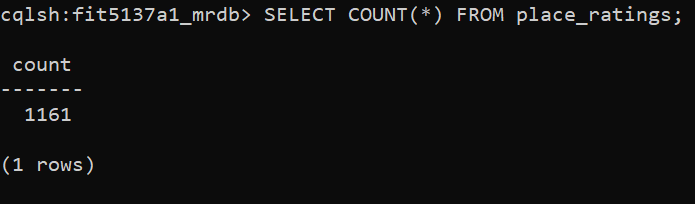 cqlsh:fit5137a1_mrdb> SELECT COUNT(*) FROM place_ratings;
count
-------
1161
(1 rows)